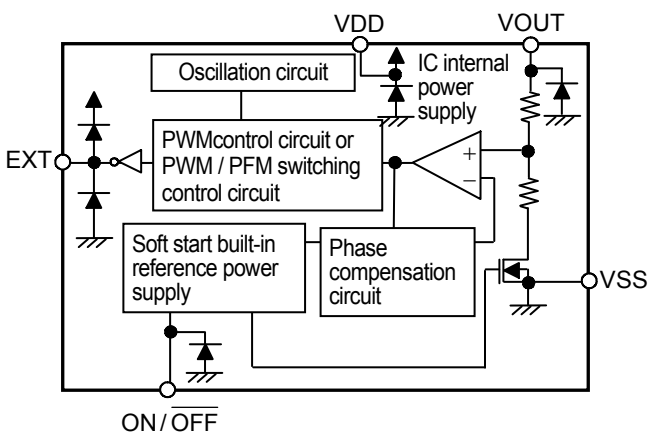 VDD
VOUT
Oscillation circuit
IC internal
power
supply
EXT
PWMcontrol circuit or
PWM / PFM switching
control circuit
+
−
Soft start built-in
reference power
supply
Phase
compensation
circuit
VSS
ON / OFF